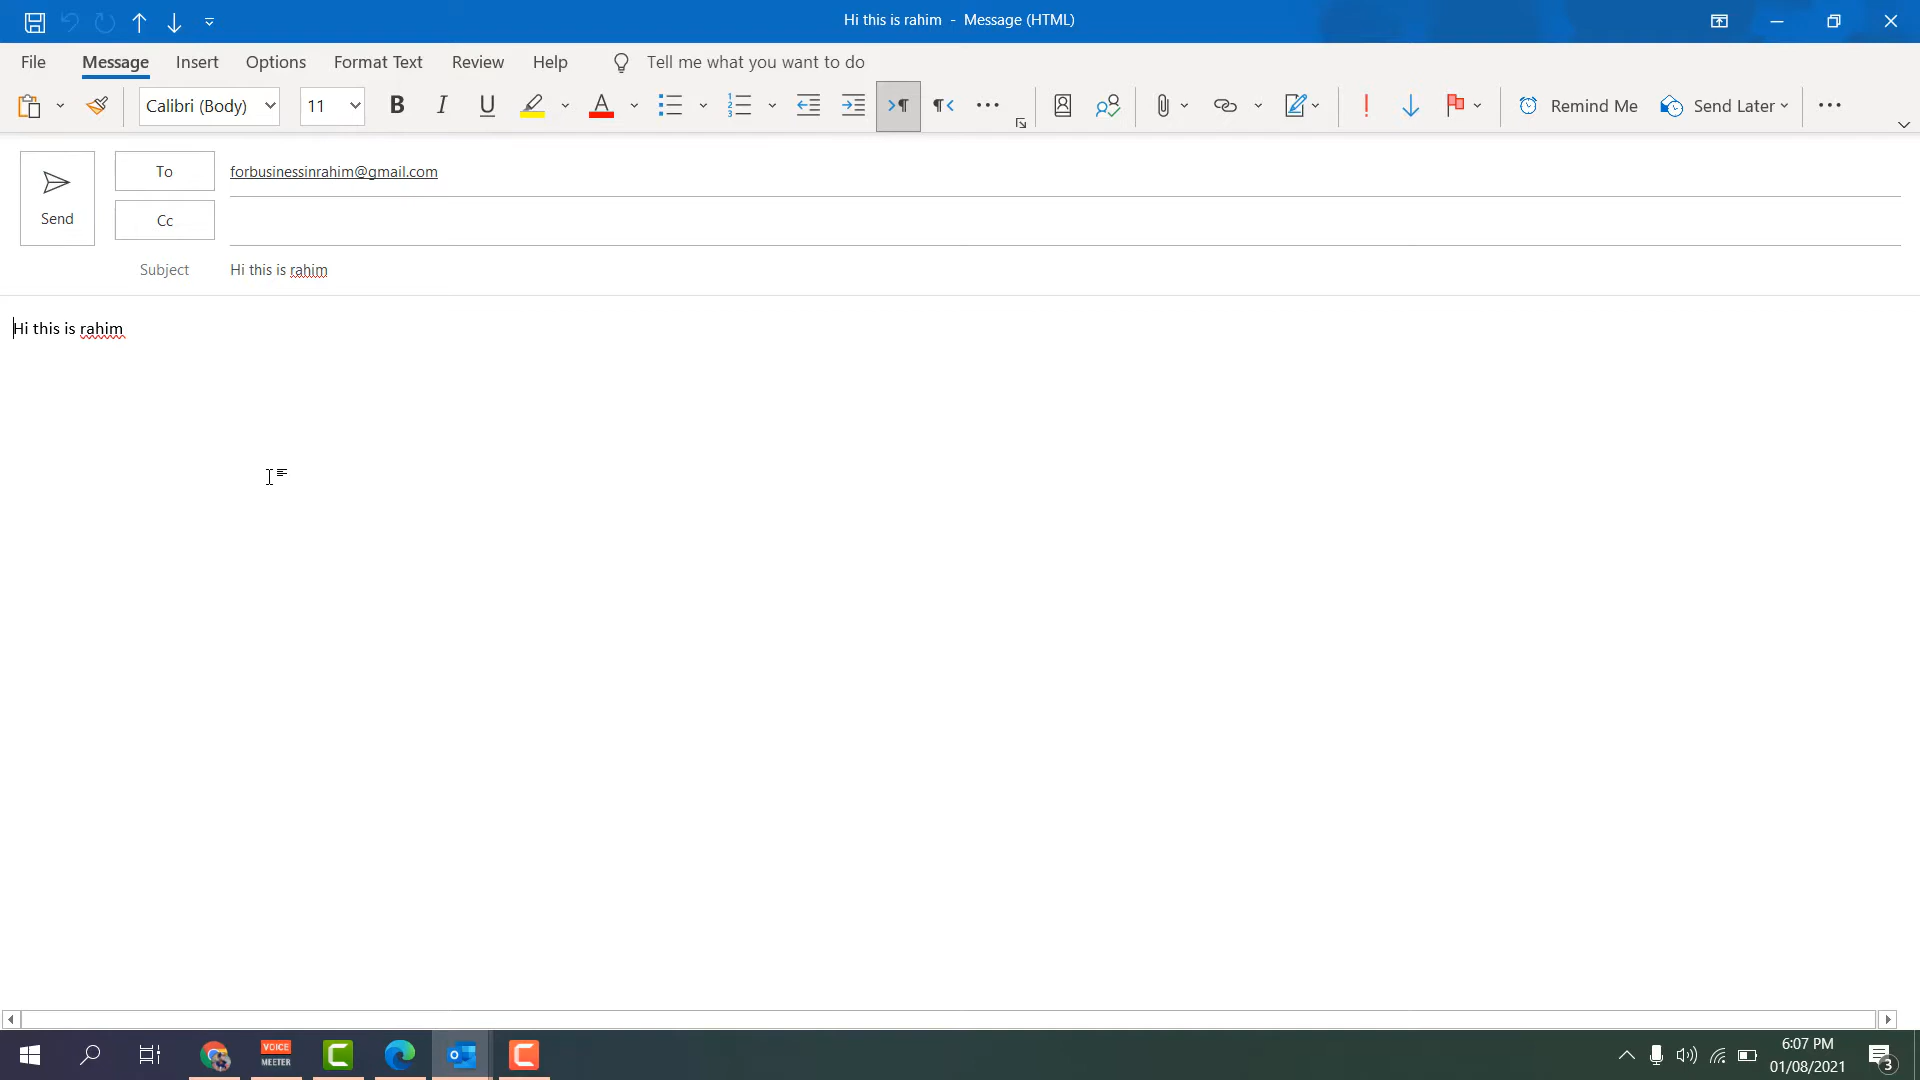 Hi this is rahim - Message (HTML)
File Message Insert Options Format Text Review Help Tell me what you want to do
Calibri (Body) 11 B I U A Remind Me Send Later
Send
To forbusinessinrahim@gmail.com
Cc
Subject Hi this is rahim
Hi this is rahim
VOICE
MEETER
6:07 PM
01/08/2021
3